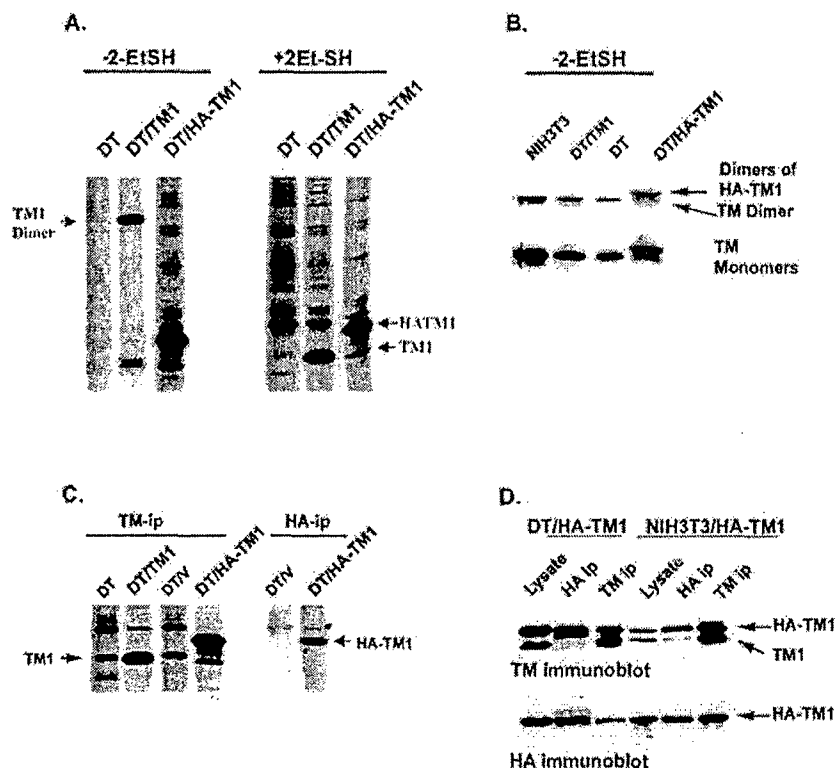 A.
-2-EtSH
+2Et-SH
DT
DT/TM1
DT/HA-TM1
DT
DT/TM1
DT/HA-TM1
TM1
Dimer
HATM1
TM1
B.
-2-EtSH
NIH3T3
DT/TM1
DT
DT/HA-TM1
Dimers of
HA-TM1
TM Dimer
TM
Monomers
C.
TM-ip
HA-ip
DT
DT/TM1
DT/V
DT/HA-TM1
DT/V
DT/HA-TM1
TM1
HA-TM1
D.
DT/HA-TM1
NIH3T3/HA-TM1
Lysate
HA ip
TM ip
Lysate
HA ip
TM ip
HA-TM1
TM1
TM immunoblot
HA-TM1
HA immunoblot